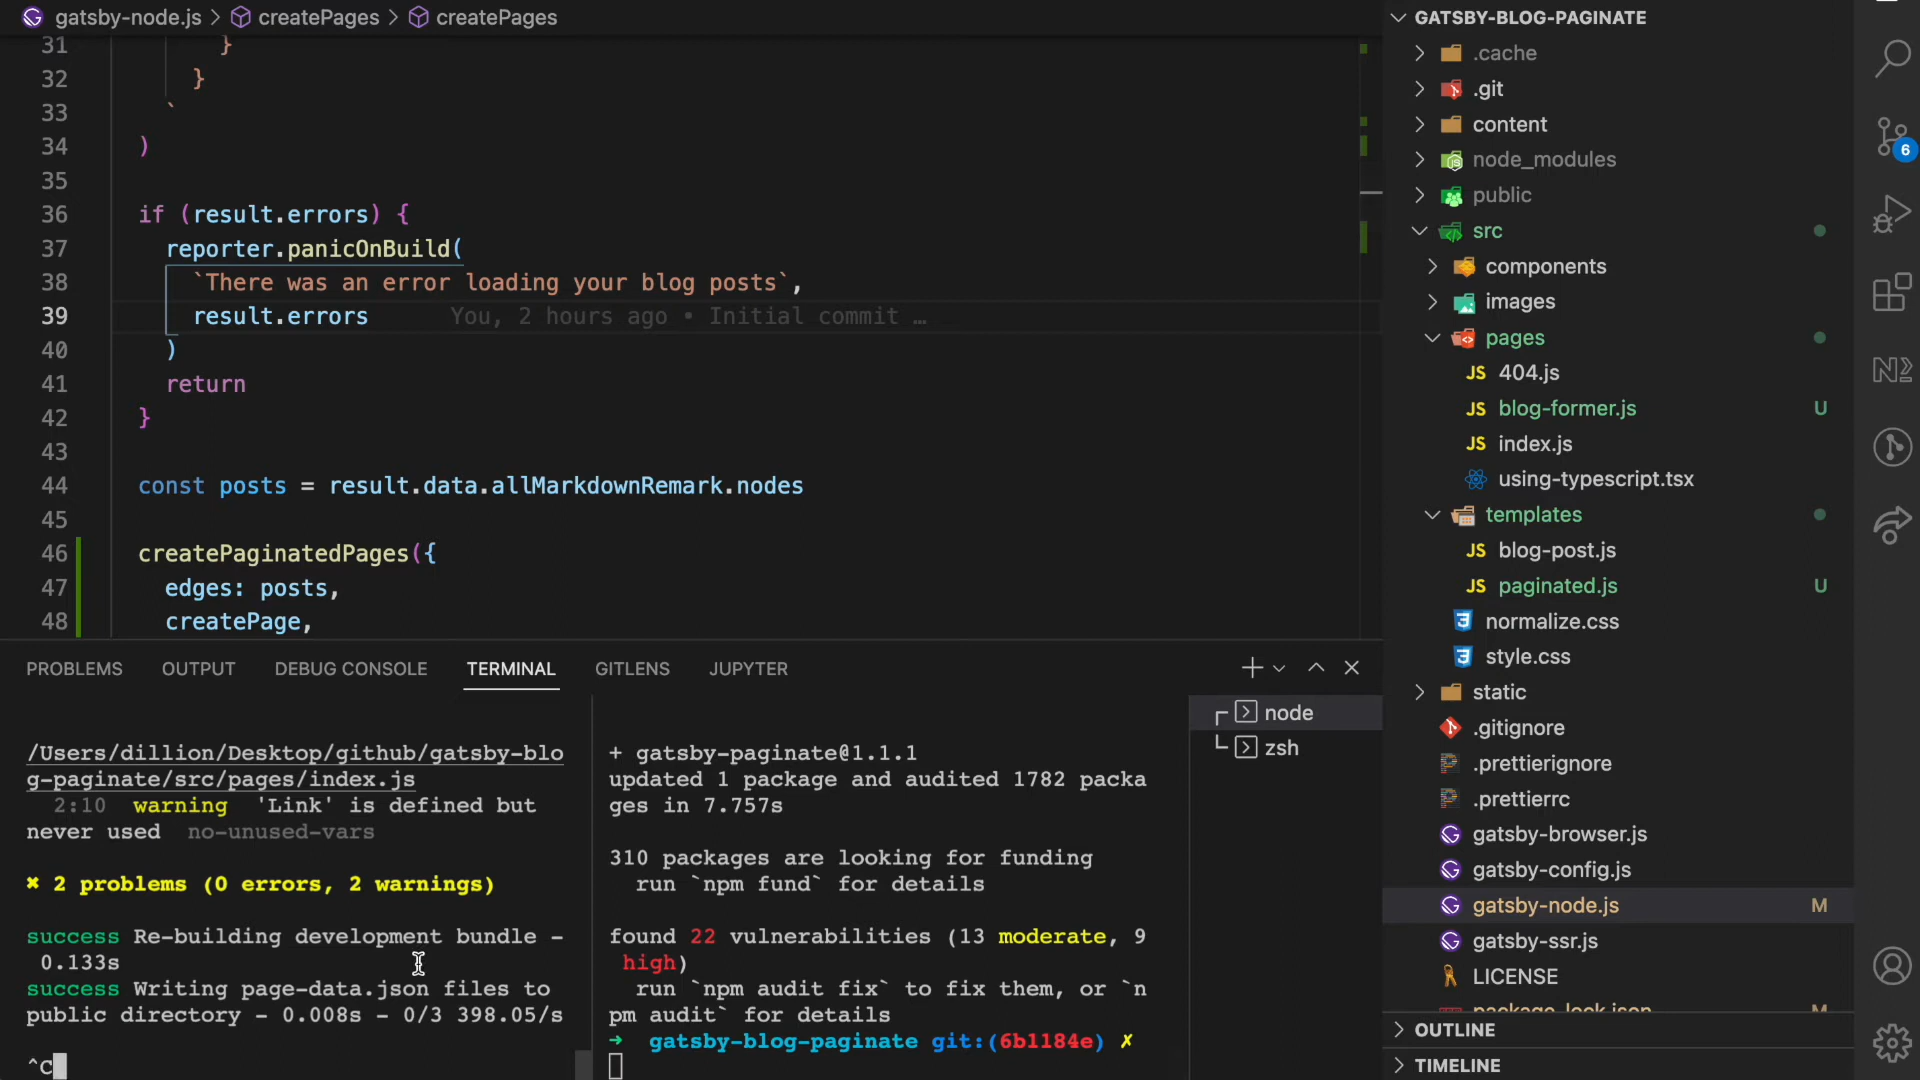 gatsby-node.js > createPages > createPages
31 }
32 }
33 `
34 )
35
36 if (result.errors) {
37 reporter.panicOnBuild(
38 `There was an error loading your blog posts`,
39 result.errors You, 2 hours ago • Initial commit …
40 )
41 return
42 }
43
44 const posts = result.data.allMarkdownRemark.nodes
45
46 createPaginatedPages({
47 edges: posts,
48 createPage,
PROBLEMS OUTPUT DEBUG CONSOLE TERMINAL GITLENS JUPYTER
/Users/dillion/Desktop/github/gatsby-blo
g-paginate/src/pages/index.js
2:10 warning 'Link' is defined but
never used no-unused-vars
✖ 2 problems (0 errors, 2 warnings)
success Re-building development bundle -
0.133s
success Writing page-data.json files to
public directory - 0.008s - 0/3 398.05/s
^C
+ gatsby-paginate@1.1.1
updated 1 package and audited 1782 packa
ges in 7.757s
310 packages are looking for funding
run `npm fund` for details
found 22 vulnerabilities (13 moderate, 9
high)
run `npm audit fix` to fix them, or `n
pm audit` for details
➜ gatsby-blog-paginate git:(6b1184e) ✗
node
zsh
GATSBY-BLOG-PAGINATE
.cache
.git
content
node_modules
public
src
components
images
pages
JS 404.js
JS blog-former.js U
JS index.js
using-typescript.tsx
templates
JS blog-post.js
JS paginated.js U
normalize.css
style.css
static
.gitignore
.prettierignore
.prettierrc
gatsby-browser.js
gatsby-config.js
gatsby-node.js M
gatsby-ssr.js
LICENSE
package-lock.json M
OUTLINE
TIMELINE
6